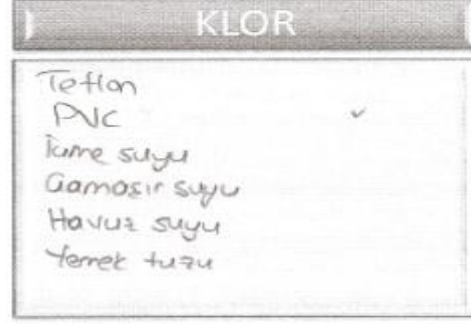 KLOR
Teflon
PVC ✓
İçme suyu
Çamaşır suyu
Havuz suyu
Yemek tuzu